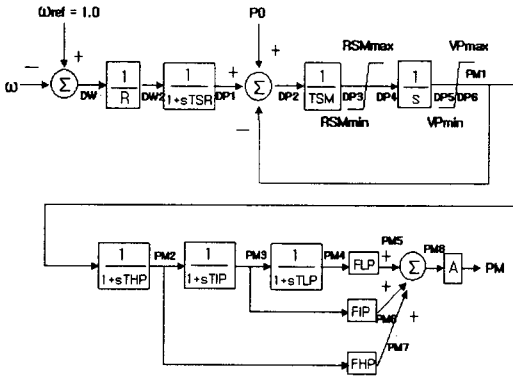 ωref = 1.0
P0
RSMmax
VPmax
ω
−
+
Σ
DW
1
R
DW2
1
1+sTSR
DP1
+
Σ
−
DP2
1
TSM
DP3
RSMmin
DP4
1
S
DP5
DP6
VPmin
PM1
1
1+sTHP
PM2
1
1+sTIP
PM3
1
1+sTLP
PM4
FLP
PM5
+
Σ
PM8
A
PM
FIP
PM6
+
FHP
PM7
+